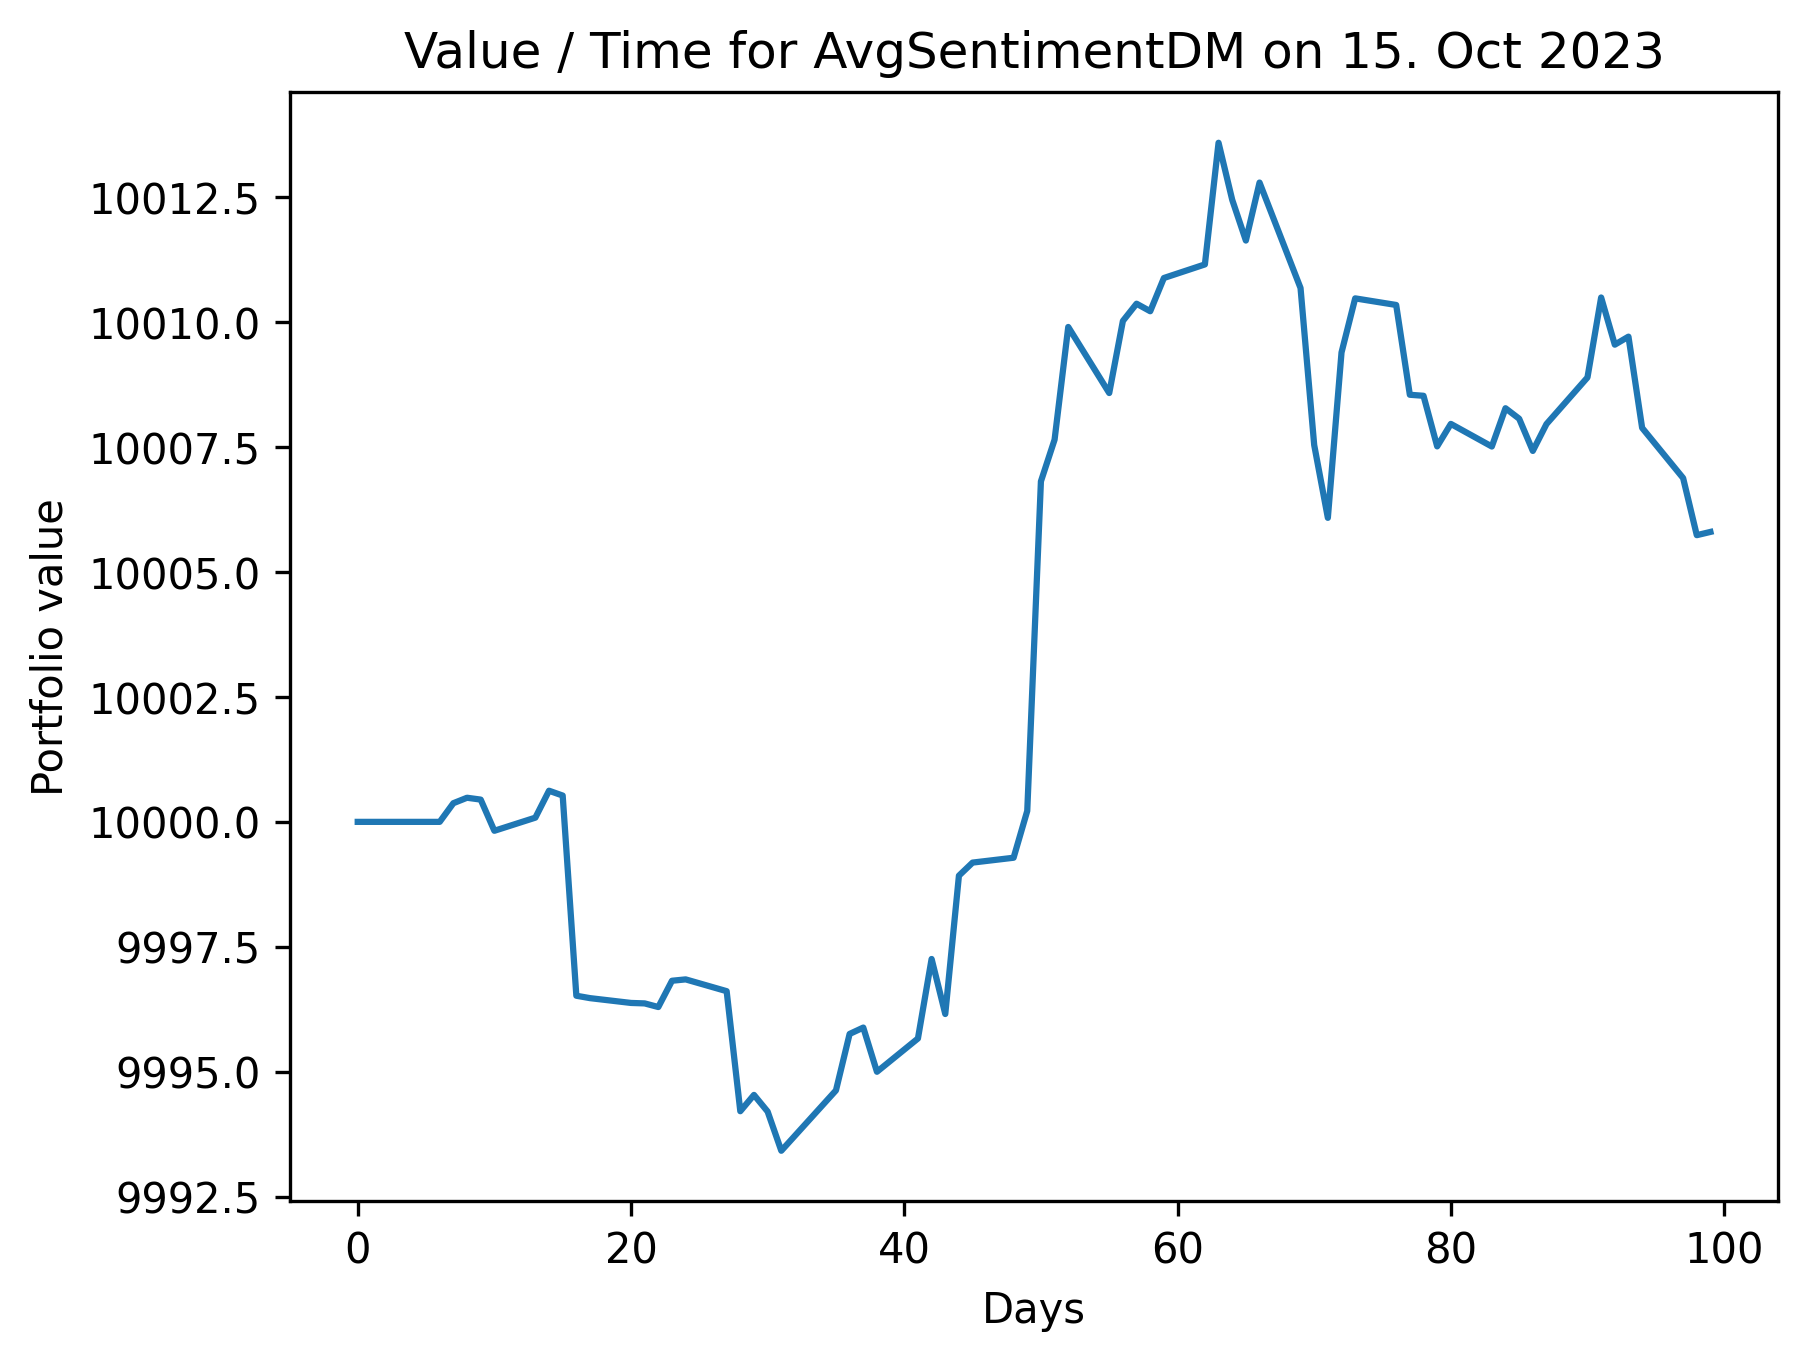 Value / Time for AvgSentimentDM on 15. Oct 2023
Portfolio value
10012.5
10010.0
10007.5
10005.0
10002.5
10000.0
9997.5
9995.0
9992.5
0 20 40 60 80 100
Days